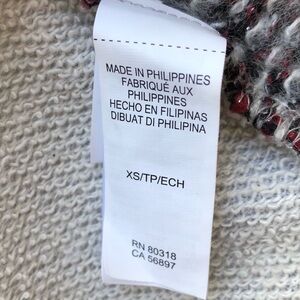 MADE IN PHILIPPINES
FABRIQUÉ AUX
PHILIPPINES
HECHO EN FILIPINAS
DIBUAT DI PHILIPINA
XS/TP/ECH
RN 80318
CA 56897